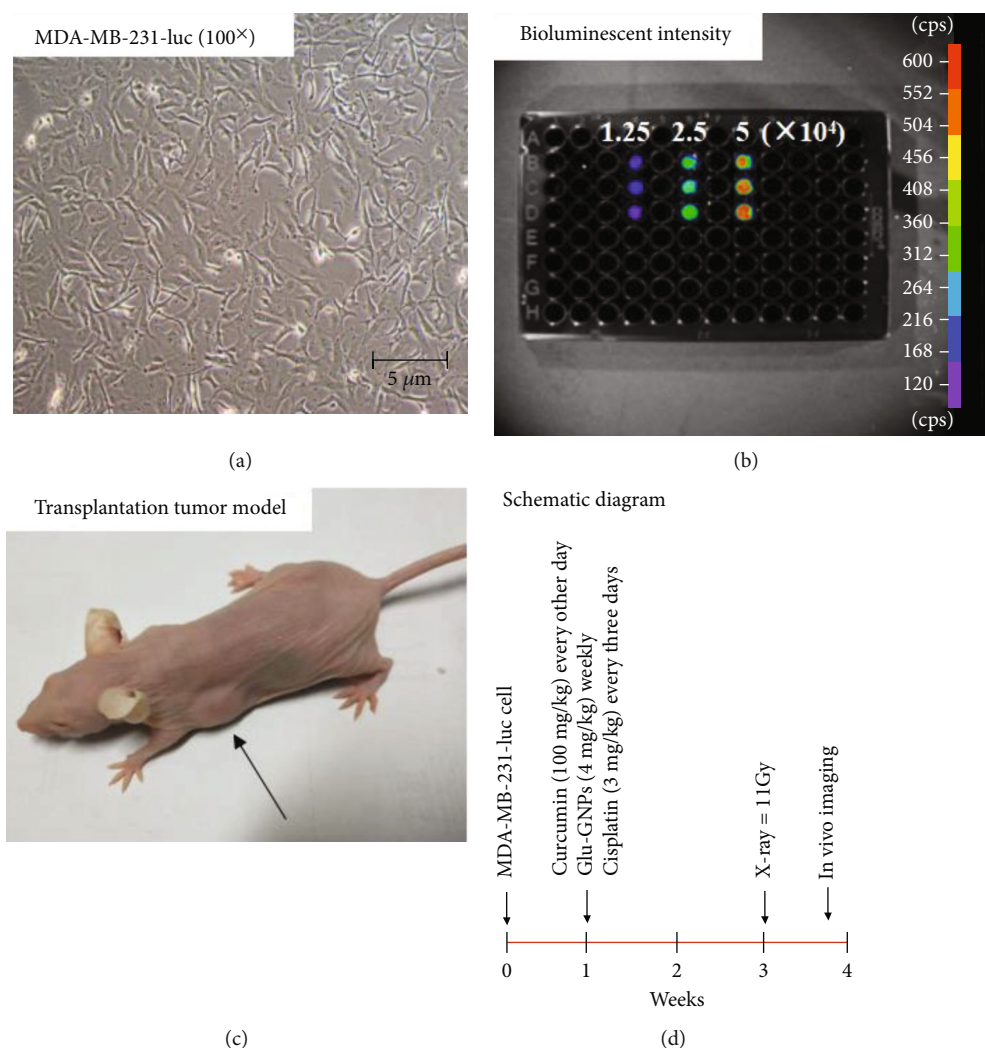 MDA-MB-231-luc (100×)
5 μm
(a)
Bioluminescent intensity
(cps)
1.25 2.5 5 (×10⁴)
A
B
C
D
E
F
G
H
600
552
504
456
408
360
312
264
216
168
120
(cps)
(b)
Transplantation tumor model
(c)
Schematic diagram
MDA-MB-231-luc cell
Curcumin (100 mg/kg) every other day
Glu-GNPs (4 mg/kg) weekly
Cisplatin (3 mg/kg) every three days
X-ray = 11Gy
In vivo imaging
0 1 2 3 4
Weeks
(d)